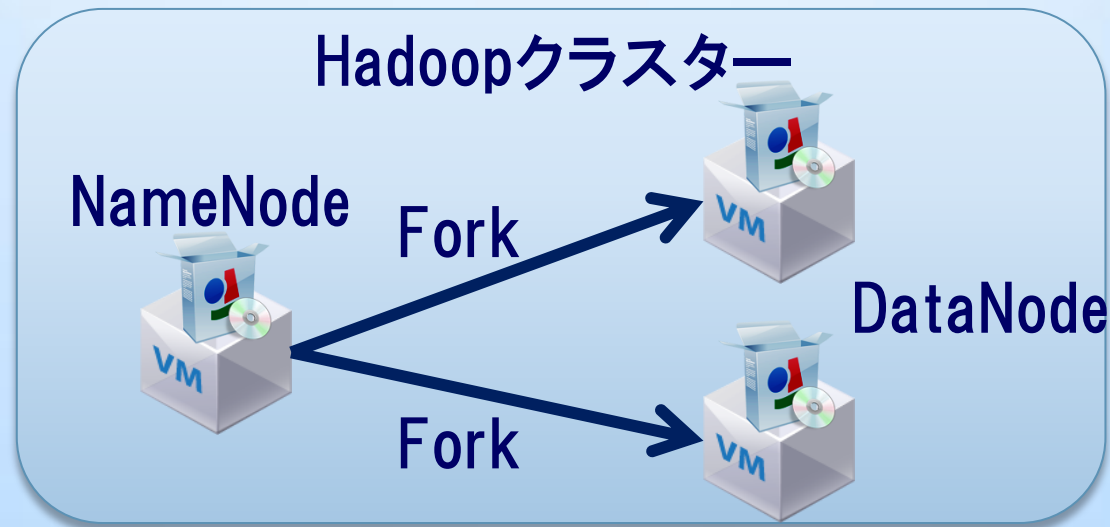 Hadoopクラスター
NameNode
Fork
VM
VM
DataNode
Fork
VM